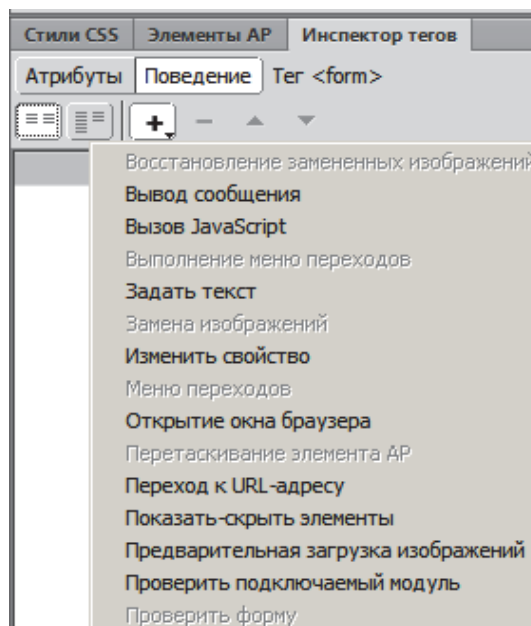 Стили CSS Элементы AP Инспектор тегов
Атрибуты Поведение Тег <form>
Восстановление замененных изображений
Вывод сообщения
Вызов JavaScript
Выполнение меню переходов
Задать текст
Замена изображений
Изменить свойство
Меню переходов
Открытие окна браузера
Перетаскивание элемента AP
Переход к URL-адресу
Показать-скрыть элементы
Предварительная загрузка изображений
Проверить подключаемый модуль
Проверить форму